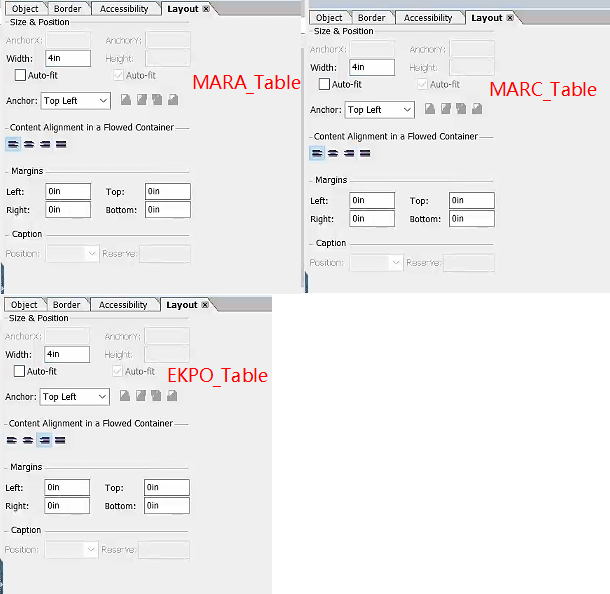 Object Border Accessibility Layout
Size & Position
AnchorX: AnchorY:
Width: 4in Height:
Auto-fit Auto-fit
MARA_Table
Anchor: Top Left
Content Alignment in a Flowed Container
Margins
Left: 0in Top: 0in
Right: 0in Bottom: 0in
Caption
Position: Reserve:
Object Border Accessibility Layout
Size & Position
AnchorX: AnchorY:
Width: 4in Height:
Auto-fit Auto-fit
MARC_Table
Anchor: Top Left
Content Alignment in a Flowed Container
Margins
Left: 0in Top: 0in
Right: 0in Bottom: 0in
Caption
Position: Reserve:
Object Border Accessibility Layout
Size & Position
AnchorX: AnchorY:
Width: 4in Height:
Auto-fit Auto-fit
EKPO_Table
Anchor: Top Left
Content Alignment in a Flowed Container
Margins
Left: 0in Top: 0in
Right: 0in Bottom: 0in
Caption
Position: Reserve: